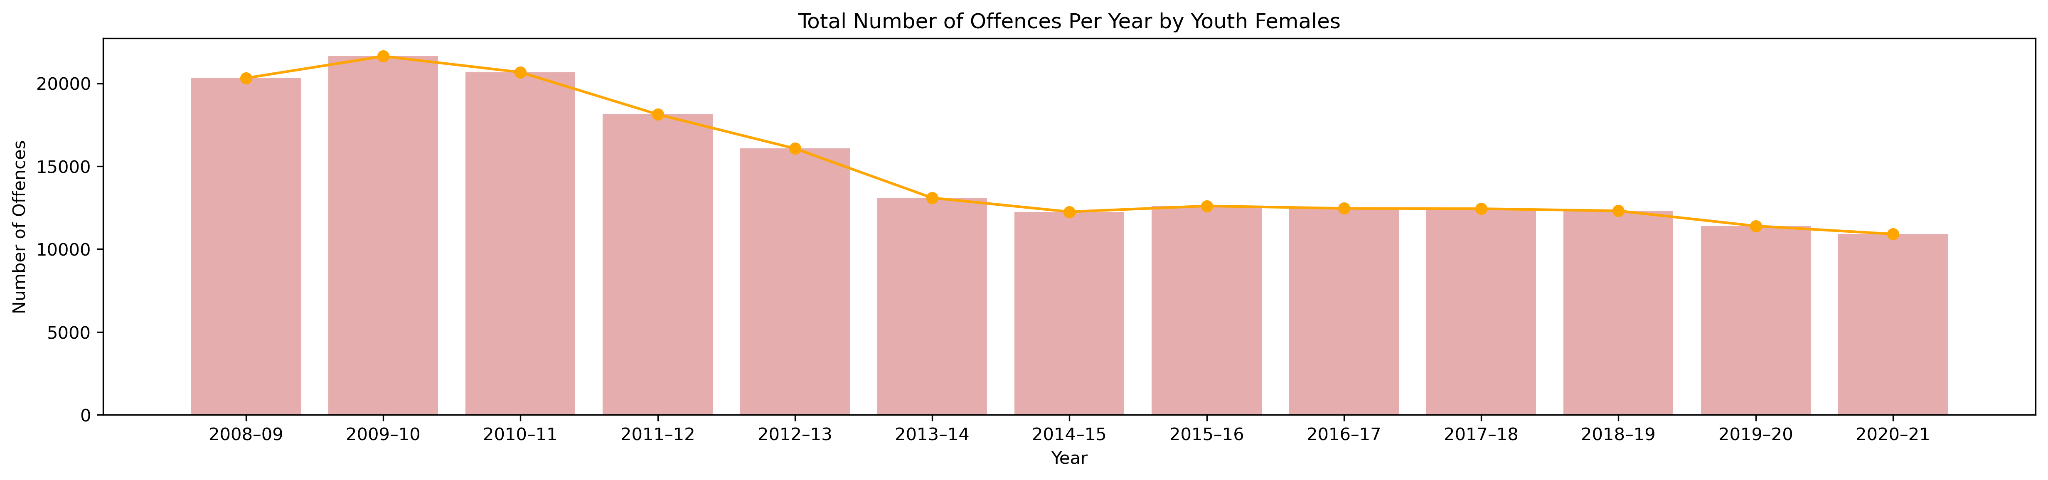 Total Number of Offences Per Year by Youth Females
Number of Offences
20000
15000
10000
5000
0
2008–09 2009–10 2010–11 2011–12 2012–13 2013–14 2014–15 2015–16 2016–17 2017–18 2018–19 2019–20 2020–21
Year